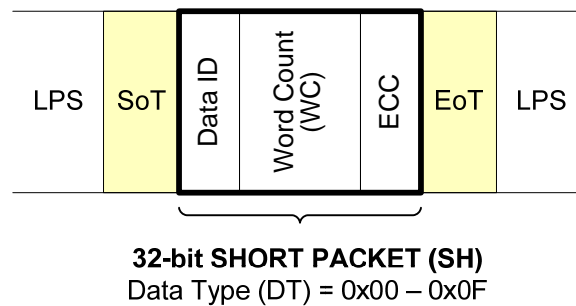 LPS
SoT
Data ID
Word Count
(WC)
ECC
EoT
LPS
32-bit SHORT PACKET (SH)
Data Type (DT) = 0x00 – 0x0F